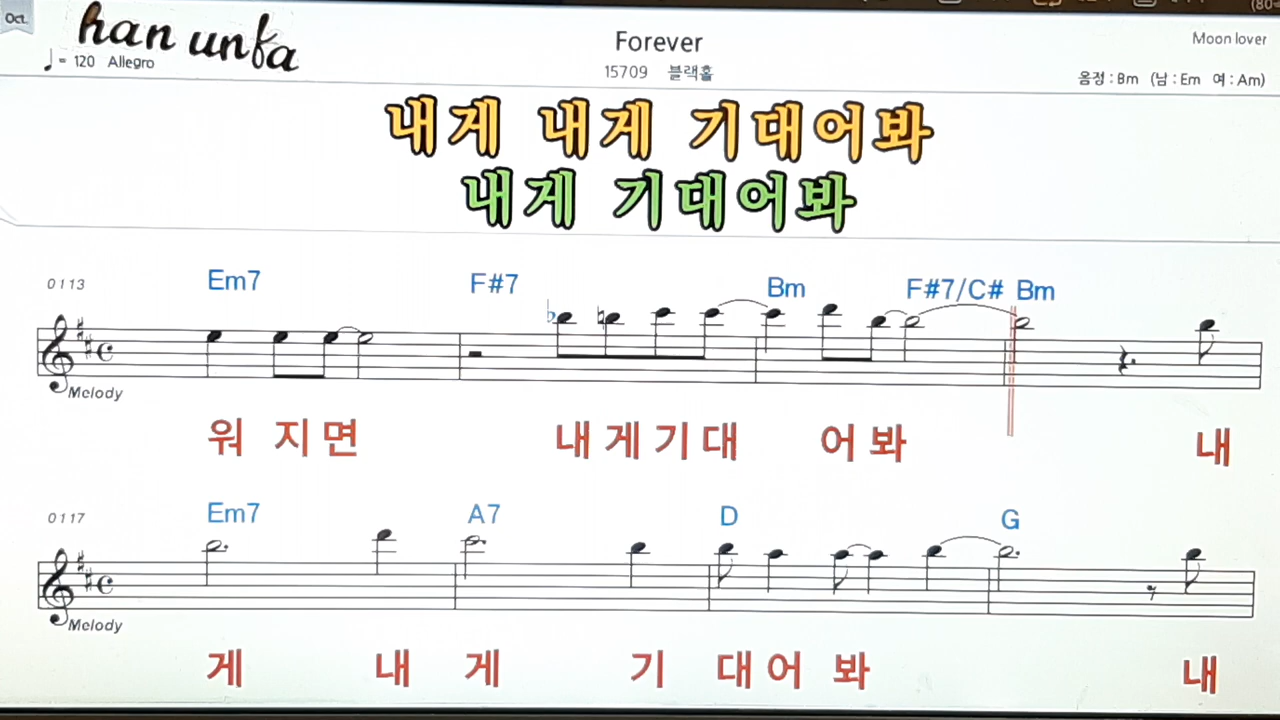 (80
Oct.
han unfa
Forever
Moon lover
♩ = 120 Allegro
15709 블랙홀
음정 : Bm (남 : Em 여 : Am)
내게 내게 기대어봐
내게 기대어봐
0113
Em7 F#7 Bm F#7/C# Bm
Melody
워 지 면 내 게 기 대 어 봐 내
0117
Em7 A7 D G
Melody
게 내 게 기 대 어 봐 내